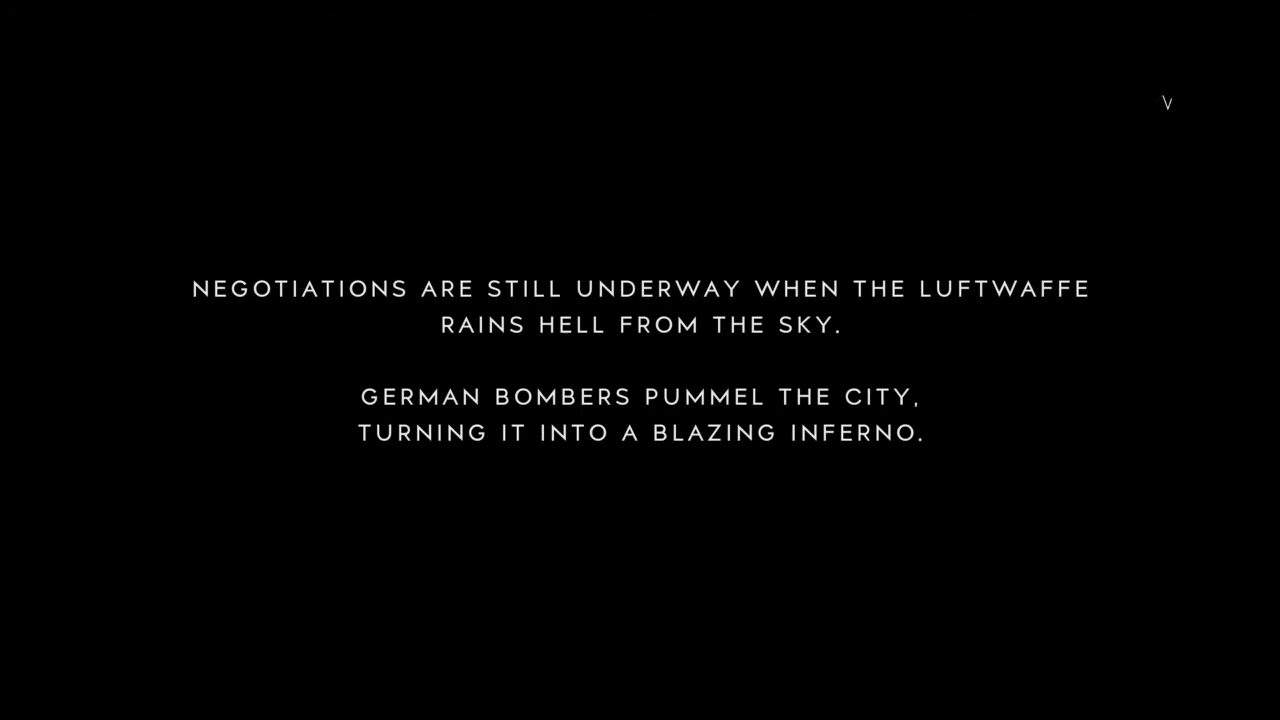 V
NEGOTIATIONS ARE STILL UNDERWAY WHEN THE LUFTWAFFE
RAINS HELL FROM THE SKY.
GERMAN BOMBERS PUMMEL THE CITY,
TURNING IT INTO A BLAZING INFERNO.